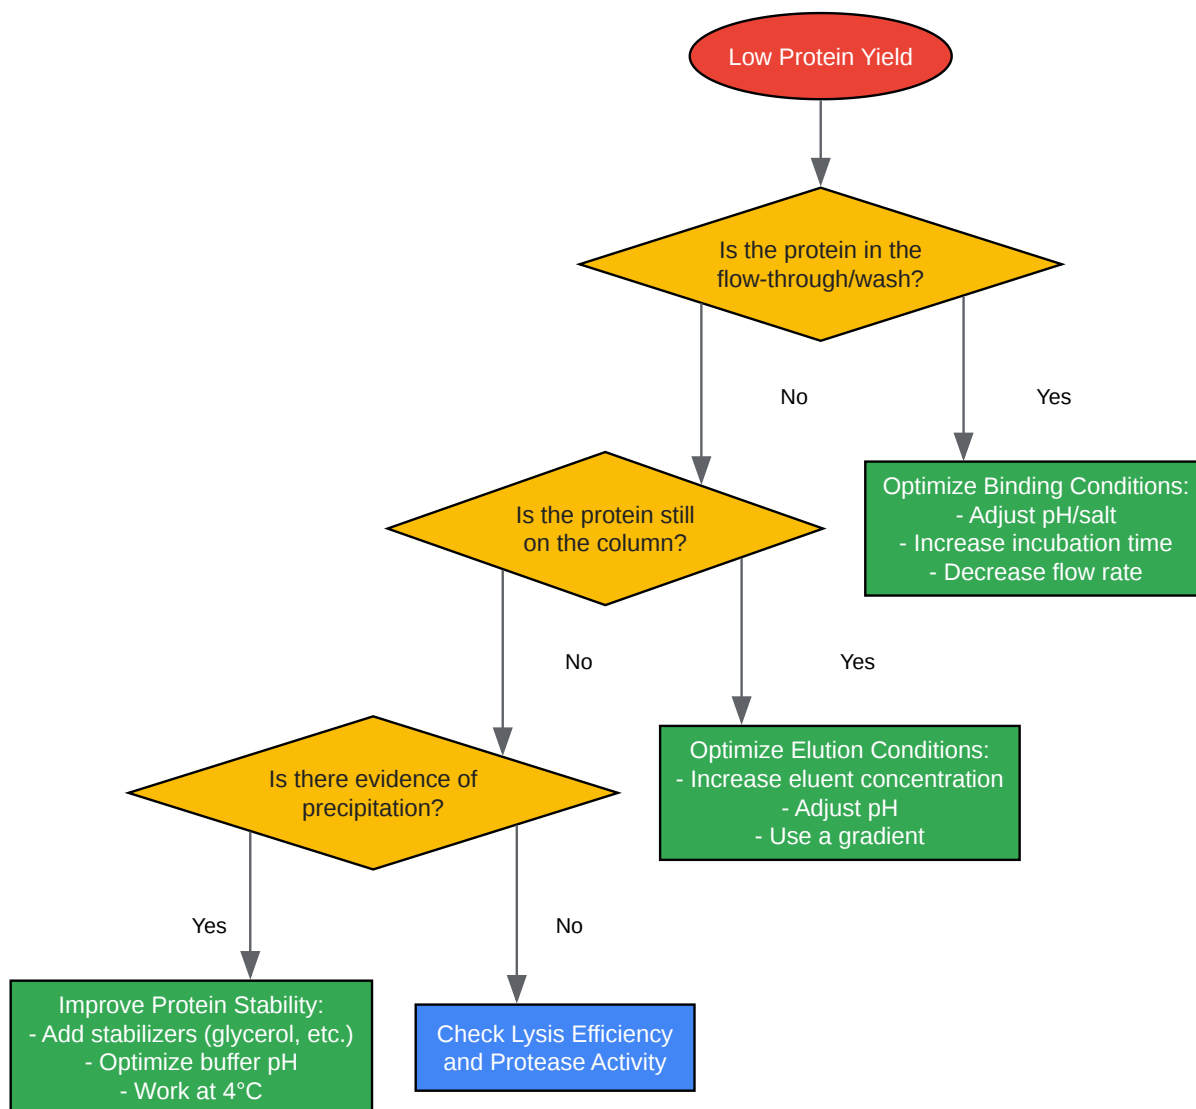 Low Protein Yield
Is the protein in the
flow-through/wash?
No
Yes
Optimize Binding Conditions:
- Adjust pH/salt
- Increase incubation time
- Decrease flow rate
Is the protein still
on the column?
No
Yes
Optimize Elution Conditions:
- Increase eluent concentration
- Adjust pH
- Use a gradient
Is there evidence of
precipitation?
Yes
No
Improve Protein Stability:
- Add stabilizers (glycerol, etc.)
- Optimize buffer pH
- Work at 4°C
Check Lysis Efficiency
and Protease Activity